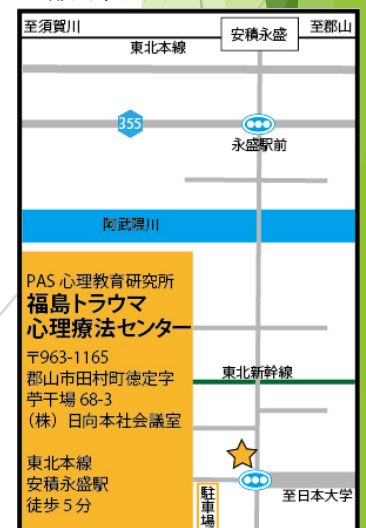 至須賀川
東北本線
安積永盛
至郡山
355
永盛駅前
阿武隈川
PAS 心理教育研究所
福島トラウマ
心理療法センター
〒963-1165
郡山市田村町徳定字
苧干場 68-3
（株）日向本社会議室
東北本線
安積永盛駅
徒歩 5 分
東北新幹線
駐車場
至日本大学